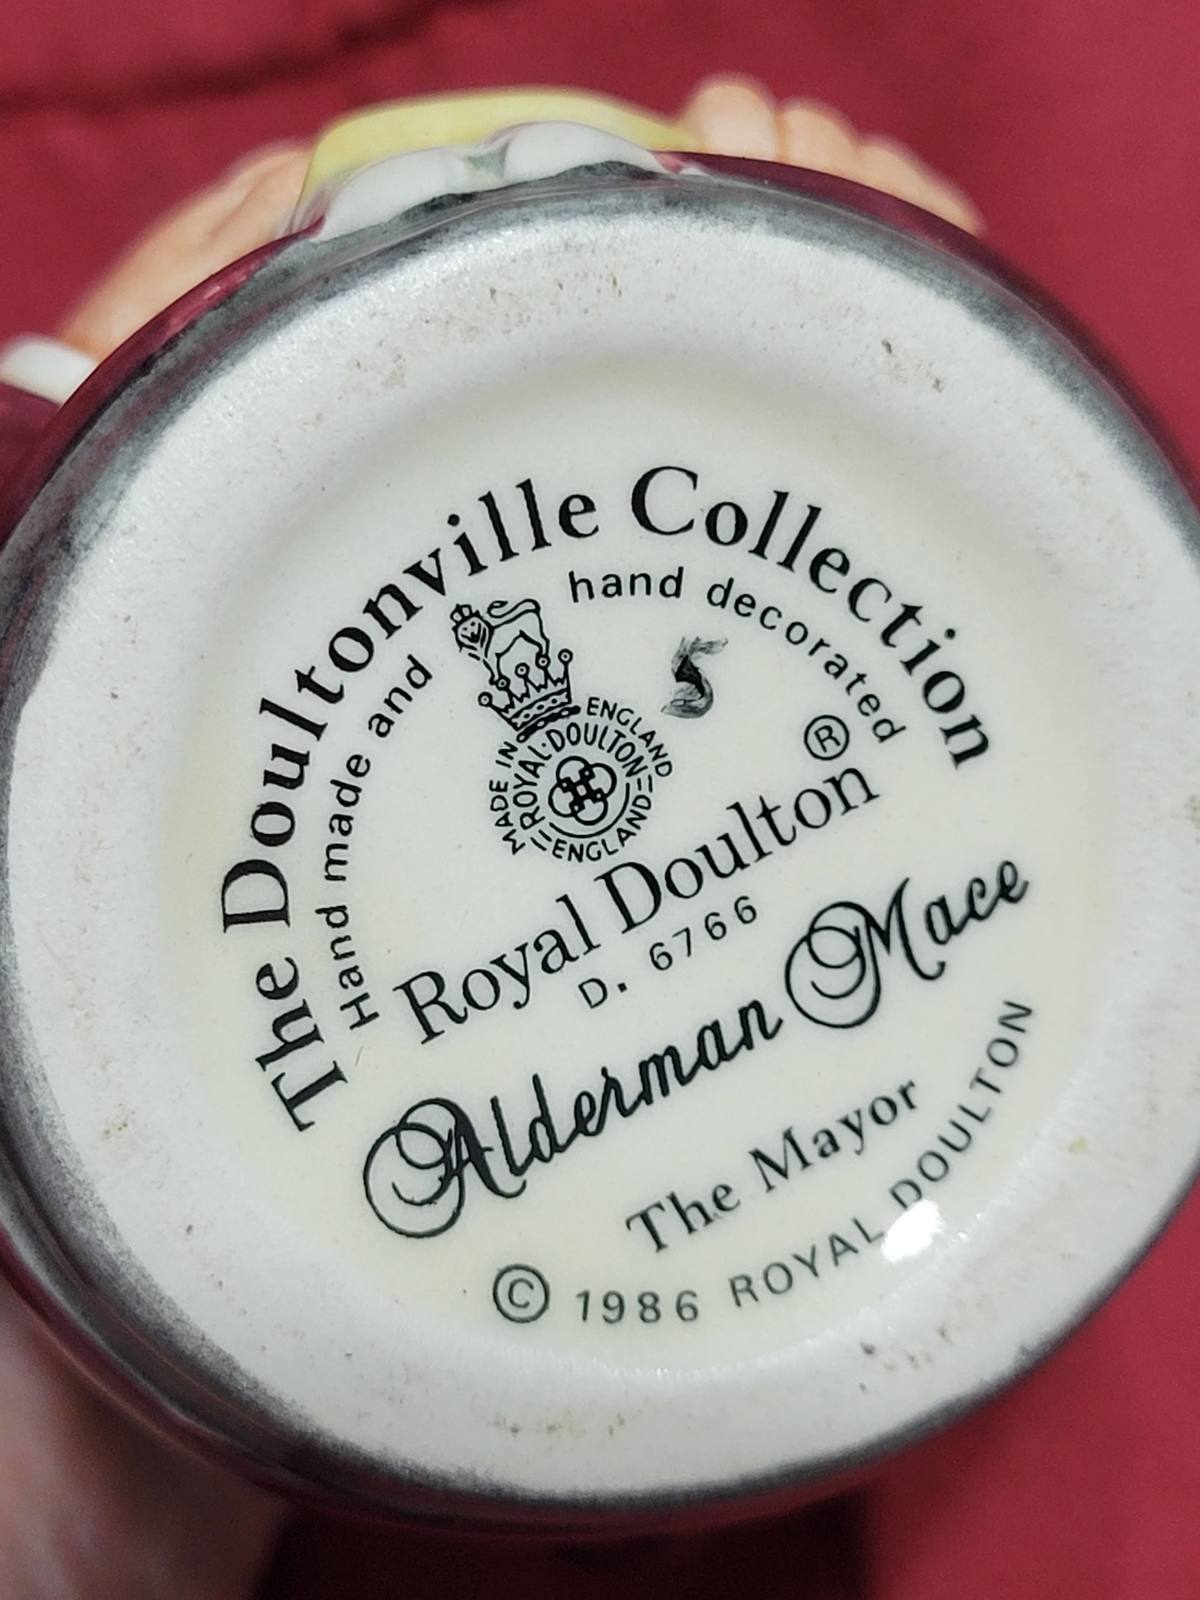 The Doultonville Collection
Hand made and hand decorated
5
MADE IN ENGLAND
ROYAL·DOULTON
ENGLAND
®
Royal Doulton
D. 6766
Alderman Mace
The Mayor
© 1986 ROYAL DOULTON